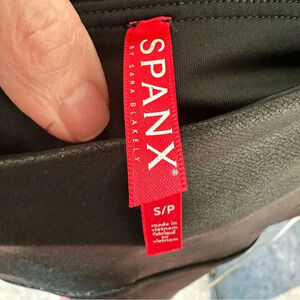 SPANX®
BY SARA BLAKELY
S/P
made in
vietnam
fabriqué
au
vietnam